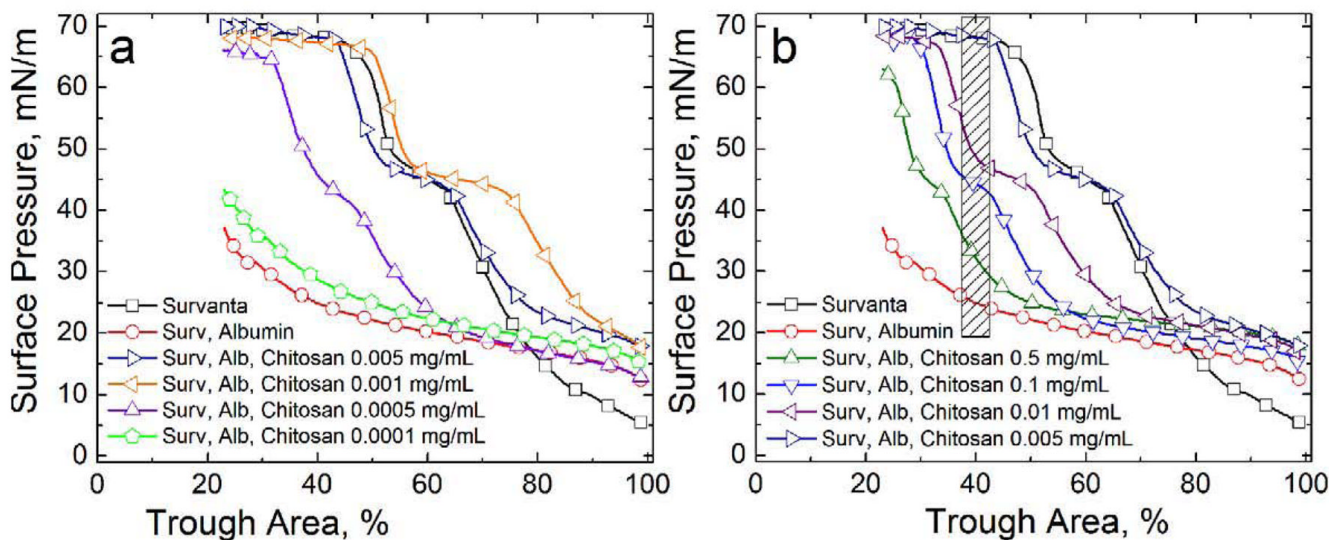 a
Surface Pressure, mN/m
70
60
50
40
30
20
10
0
Survanta
Surv, Albumin
Surv, Alb, Chitosan 0.005 mg/mL
Surv, Alb, Chitosan 0.001 mg/mL
Surv, Alb, Chitosan 0.0005 mg/mL
Surv, Alb, Chitosan 0.0001 mg/mL
0 20 40 60 80 100
Trough Area, %
b
Surface Pressure, mN/m
70
60
50
40
30
20
10
0
Survanta
Surv, Albumin
Surv, Alb, Chitosan 0.5 mg/mL
Surv, Alb, Chitosan 0.1 mg/mL
Surv, Alb, Chitosan 0.01 mg/mL
Surv, Alb, Chitosan 0.005 mg/mL
0 20 40 60 80 100
Trough Area, %